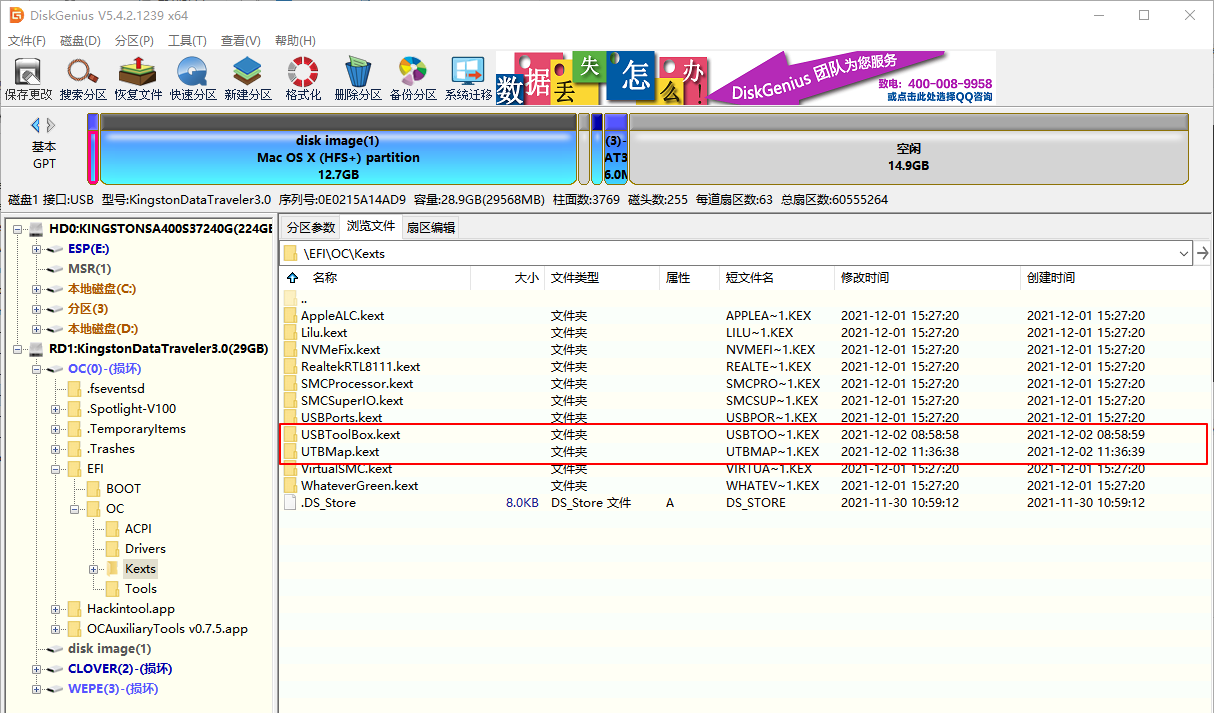 DiskGenius V5.4.2.1239 x64
文件(F) 磁盘(D) 分区(P) 工具(T) 查看(V) 帮助(H)
保存更改 搜索分区 恢复文件 快速分区 新建分区 格式化 删除分区 备份分区 系统迁移
数据丢失怎么办! DiskGenius 团队为您服务
致电: 400-008-9958
或点击此处选择QQ咨询
基本
GPT
disk image(1)
Mac OS X (HFS+) partition
12.7GB
(3)-
AT3
6.0M
空闲
14.9GB
磁盘1 接口:USB 型号:KingstonDataTraveler3.0 序列号:0E0215A14AD9 容量:28.9GB(29568MB) 柱面数:3769 磁头数:255 每道扇区数:63 总扇区数:60555264
HD0:KINGSTONSA400S37240G(224GB
ESP(E:)
MSR(1)
本地磁盘(C:)
分区(3)
本地磁盘(D:)
RD1:KingstonDataTraveler3.0(29GB)
OC(0)-(损坏)
.fseventsd
.Spotlight-V100
.TemporaryItems
.Trashes
EFI
BOOT
OC
ACPI
Drivers
Kexts
Tools
Hackintool.app
OCAuxiliaryTools v0.7.5.app
disk image(1)
CLOVER(2)-(损坏)
WEPE(3)-(损坏)
分区参数 浏览文件 扇区编辑
\EFI\OC\Kexts
名称 大小 文件类型 属性 短文件名 修改时间 创建时间
..
AppleALC.kext 文件夹 APPLEA~1.KEX 2021-12-01 15:27:20 2021-12-01 15:27:20
Lilu.kext 文件夹 LILU~1.KEX 2021-12-01 15:27:20 2021-12-01 15:27:20
NVMeFix.kext 文件夹 NVMEFI~1.KEX 2021-12-01 15:27:20 2021-12-01 15:27:20
RealtekRTL8111.kext 文件夹 REALTE~1.KEX 2021-12-01 15:27:20 2021-12-01 15:27:20
SMCProcessor.kext 文件夹 SMCPRO~1.KEX 2021-12-01 15:27:20 2021-12-01 15:27:20
SMCSuperIO.kext 文件夹 SMCSUP~1.KEX 2021-12-01 15:27:20 2021-12-01 15:27:20
USBPorts.kext 文件夹 USBPOR~1.KEX 2021-12-01 15:27:20 2021-12-01 15:27:20
USBToolBox.kext 文件夹 USBTOO~1.KEX 2021-12-02 08:58:58 2021-12-02 08:58:59
UTBMap.kext 文件夹 UTBMAP~1.KEX 2021-12-02 11:36:38 2021-12-02 11:36:39
VirtualSMC.kext 文件夹 VIRTUA~1.KEX 2021-12-01 15:27:20 2021-12-01 15:27:20
WhateverGreen.kext 文件夹 WHATEV~1.KEX 2021-12-01 15:27:20 2021-12-01 15:27:20
.DS_Store 8.0KB DS_Store 文件 A DS_STORE 2021-11-30 10:59:12 2021-11-30 10:59:12